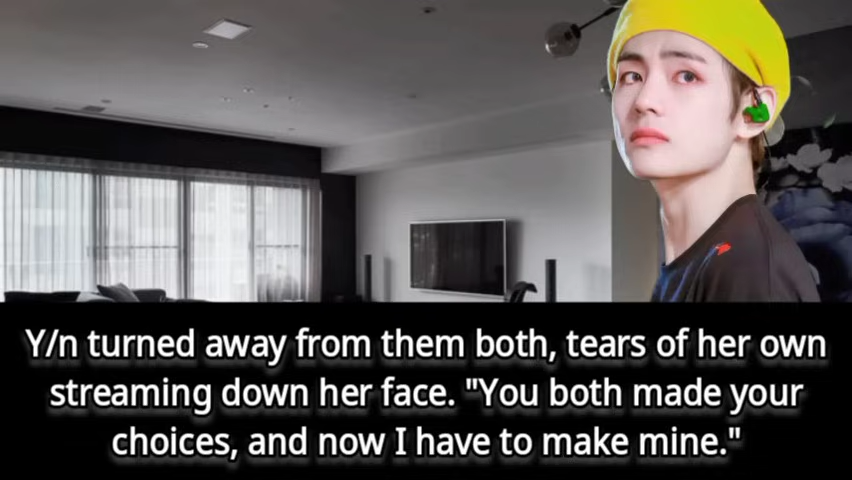 Y/n turned away from them both, tears of her own
streaming down her face. "You both made your
choices, and now I have to make mine."